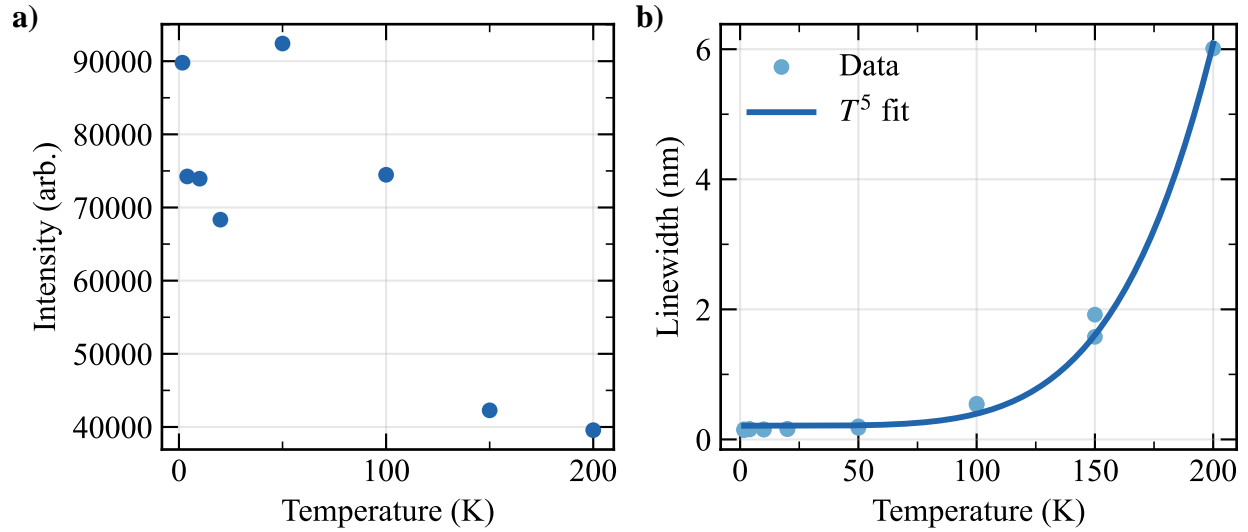 a)
90000
80000
70000
60000
50000
40000
Intensity (arb.)
0
100
200
Temperature (K)
b)
6
4
2
0
Linewidth (nm)
Data
T⁵ fit
0
50
100
150
200
Temperature (K)